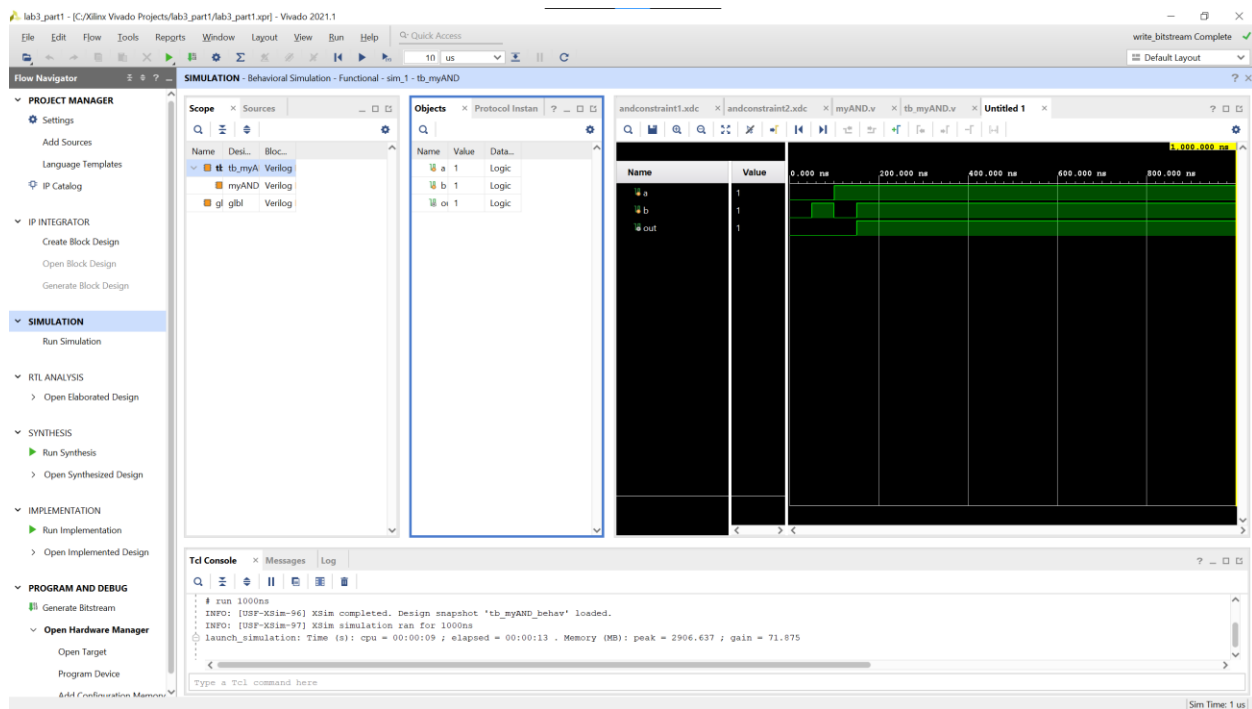 lab3_part1 - [C:/Xilinx Vivado Projects/lab3_part1/lab3_part1.xpr] - Vivado 2021.1
File Edit Flow Tools Reports Window Layout View Run Help Quick Access
write_bitstream Complete
10 us
Default Layout
Flow Navigator
SIMULATION - Behavioral Simulation - Functional - sim_1 - tb_myAND
PROJECT MANAGER
Settings
Add Sources
Language Templates
IP Catalog
IP INTEGRATOR
Create Block Design
Open Block Design
Generate Block Design
SIMULATION
Run Simulation
RTL ANALYSIS
Open Elaborated Design
SYNTHESIS
Run Synthesis
Open Synthesized Design
IMPLEMENTATION
Run Implementation
Open Implemented Design
PROGRAM AND DEBUG
Generate Bitstream
Open Hardware Manager
Open Target
Program Device
Add Configuration Memory
Scope Sources
Name Desi... Bloc...
tb_myA Verilog
myAND Verilog
gl glbl Verilog
Objects Protocol Instan
Name Value Data...
a 1 Logic
b 1 Logic
1 Logic
andconstraint1.xdc andconstraint2.xdc myAND.v tb_myAND.v Untitled 1
1,000.000 ns
Name Value 0.000 ns 200.000 ns 400.000 ns 600.000 ns 800.000 ns
a 1
b 1
out 1
Tcl Console Messages Log
# run 1000ns
INFO: [USF-XSim-96] XSim completed. Design snapshot 'tb_myAND_behav' loaded.
INFO: [USF-XSim-97] XSim simulation ran for 1000ns
launch_simulation: Time (s): cpu = 00:00:09 ; elapsed = 00:00:13 . Memory (MB): peak = 2906.637 ; gain = 71.875
Type a Tcl command here
Sim Time: 1 us